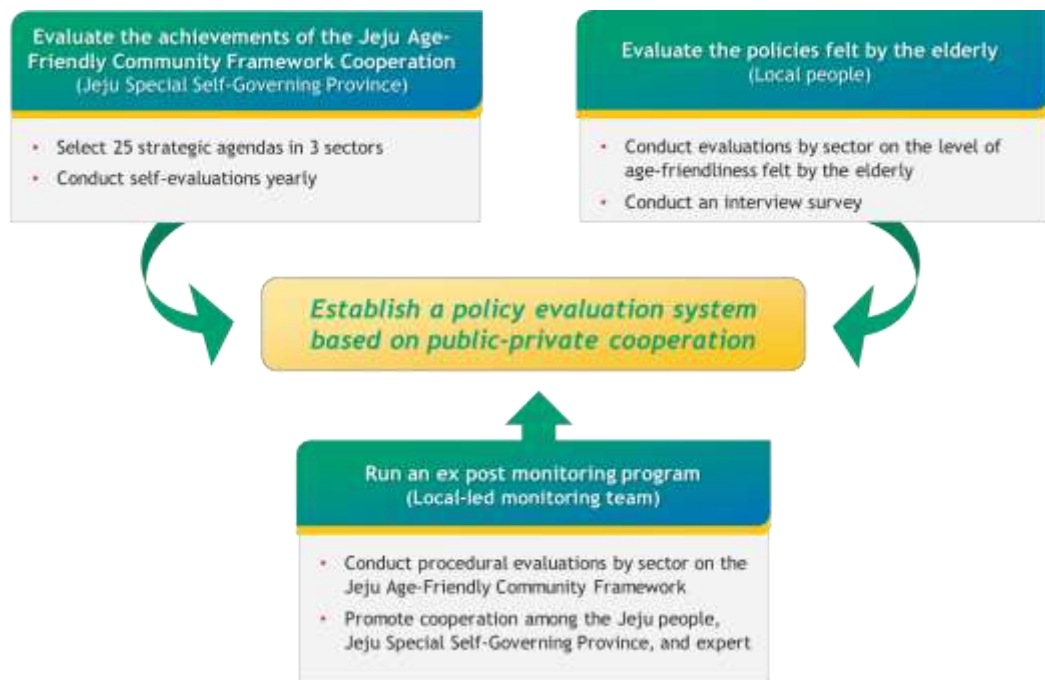 Evaluate the achievements of the Jeju Age-
Friendly Community Framework Cooperation
(Jeju Special Self-Governing Province)
• Select 25 strategic agendas in 3 sectors
• Conduct self-evaluations yearly
Evaluate the policies felt by the elderly
(Local people)
• Conduct evaluations by sector on the level of
age-friendliness felt by the elderly
• Conduct an interview survey
Establish a policy evaluation system
based on public-private cooperation
Run an ex post monitoring program
(Local-led monitoring team)
• Conduct procedural evaluations by sector on the
Jeju Age-Friendly Community Framework
• Promote cooperation among the Jeju people,
Jeju Special Self-Governing Province, and expert